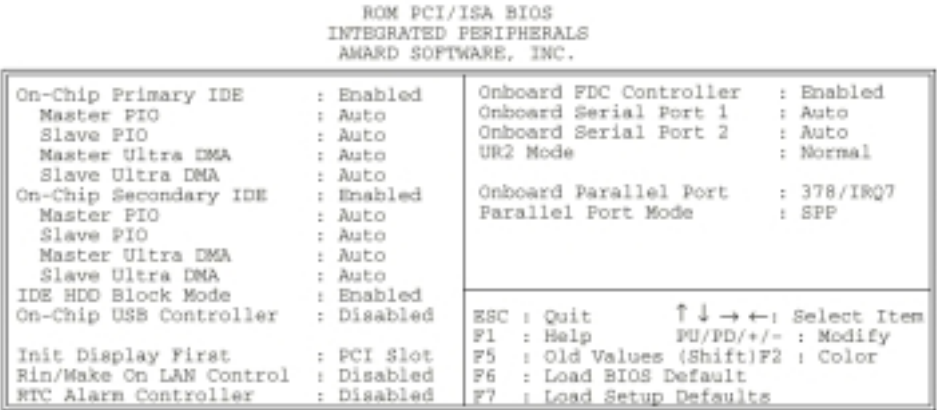 ROM PCI/ISA BIOS
INTEGRATED PERIPHERALS
AWARD SOFTWARE, INC.
On-Chip Primary IDE : Enabled
Master PIO : Auto
Slave PIO : Auto
Master Ultra DMA : Auto
Slave Ultra DMA : Auto
On-Chip Secondary IDE : Enabled
Master PIO : Auto
Slave PIO : Auto
Master Ultra DMA : Auto
Slave Ultra DMA : Auto
IDE HDD Block Mode : Enabled
On-Chip USB Controller : Disabled
Init Display First : PCI Slot
Rin/Wake On LAN Control : Disabled
RTC Alarm Controller : Disabled
Onboard FDC Controller : Enabled
Onboard Serial Port 1 : Auto
Onboard Serial Port 2 : Auto
UR2 Mode : Normal
Onboard Parallel Port : 378/IRQ7
Parallel Port Mode : SPP
ESC : Quit ↑ ↓ → ←: Select Item
F1 : Help PU/PD/+/- : Modify
F5 : Old Values (Shift)F2 : Color
F6 : Load BIOS Default
F7 : Load Setup Defaults